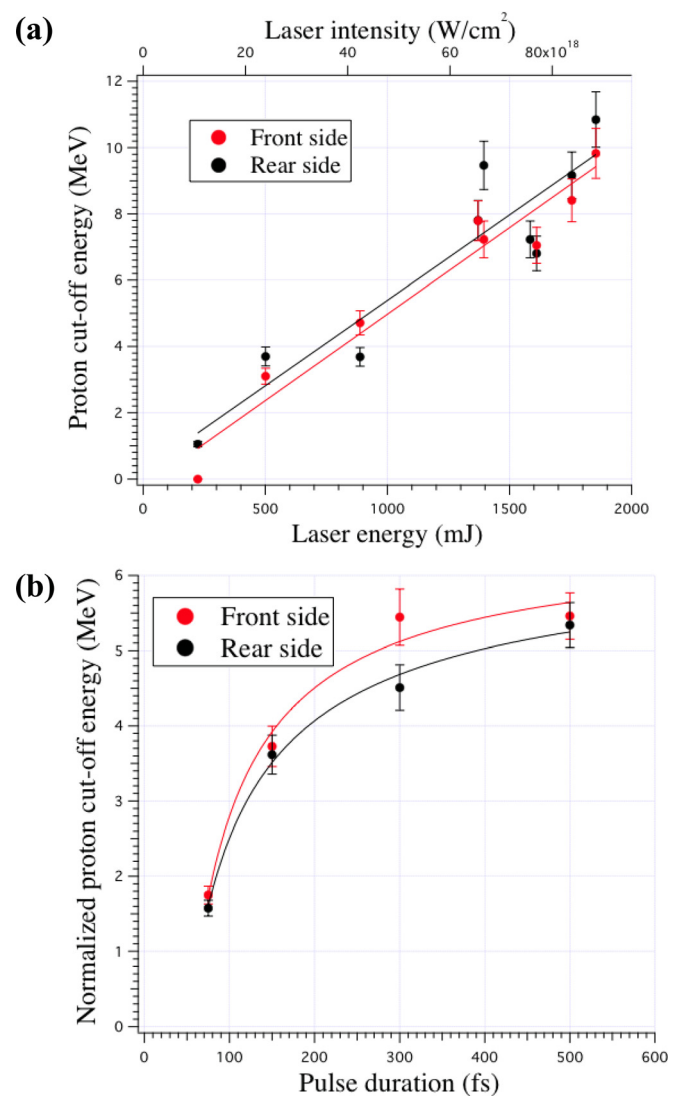 (a)
Laser intensity (W/cm²)
0 20 40 60 80x10¹⁸
12
10
8
6
4
2
0
Proton cut-off energy (MeV)
Front side
Rear side
0 500 1000 1500 2000
Laser energy (mJ)
(b)
6
5
4
3
2
1
0
Normalized proton cut-off energy (MeV)
Front side
Rear side
0 100 200 300 400 500 600
Pulse duration (fs)